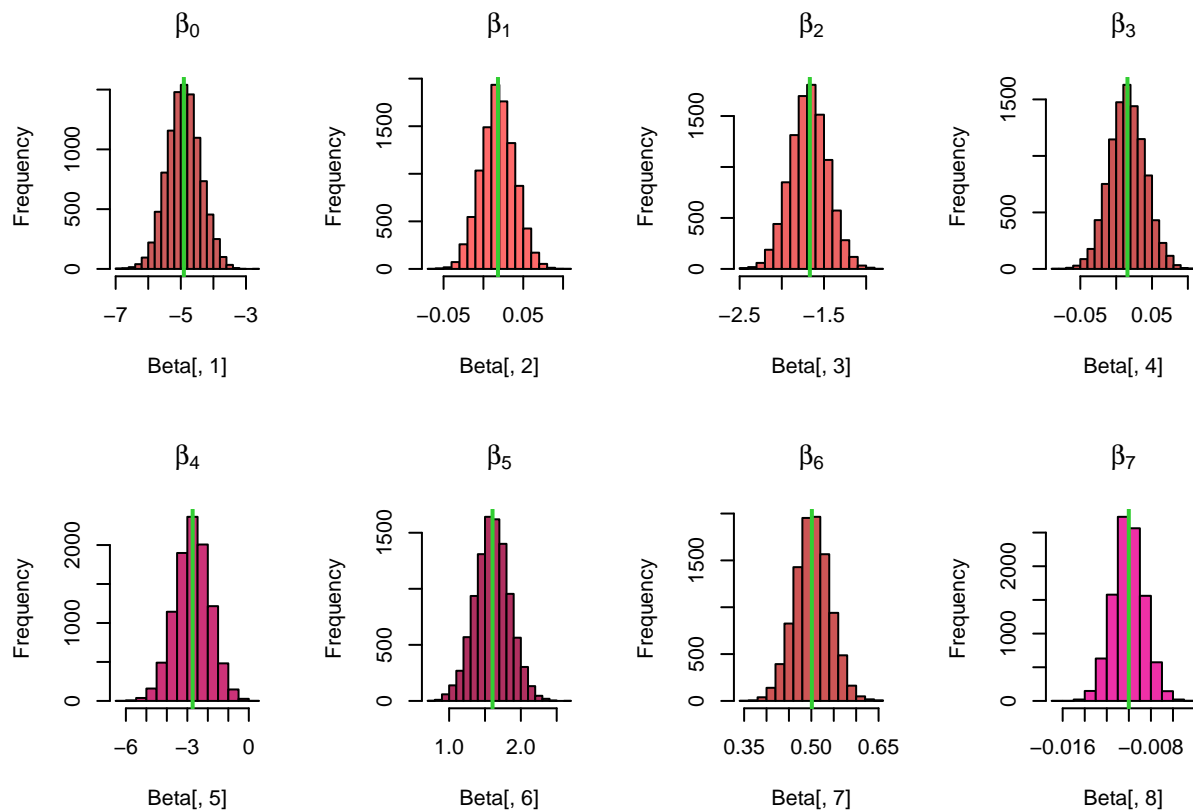 β0
Frequency
0 500 1500
−7 −5 −3
Beta[, 1]
β1
Frequency
0 500 1500
−0.05 0.05
Beta[, 2]
β2
Frequency
0 500 1500
−2.5 −1.5
Beta[, 3]
β3
Frequency
0 500 1500
−0.05 0.05
Beta[, 4]
β4
Frequency
0 1000 2000
−6 −3 0
Beta[, 5]
β5
Frequency
0 500 1500
1.0 2.0
Beta[, 6]
β6
Frequency
0 500 1500
0.35 0.50 0.65
Beta[, 7]
β7
Frequency
0 1000 2000
−0.016 −0.008
Beta[, 8]